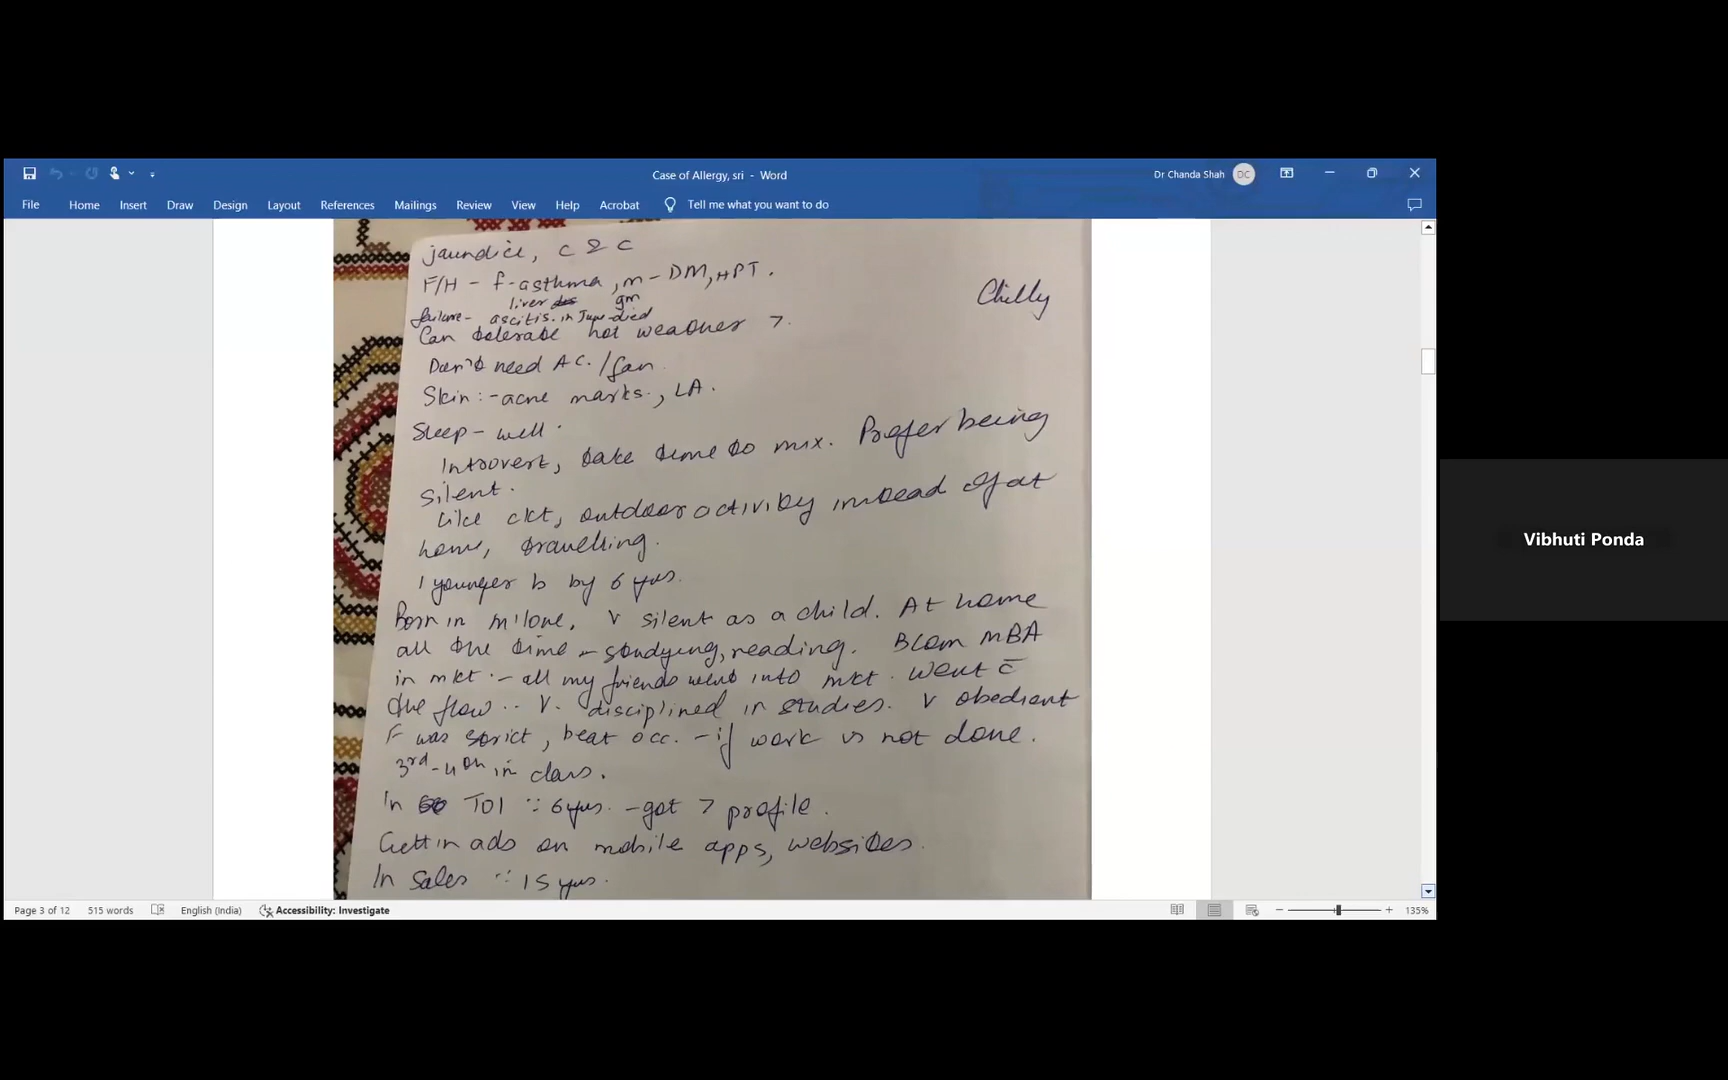 Case of Allergy, sri - Word
Dr Chanda Shah
DC
File Home Insert Draw Design Layout References Mailings Review View Help Acrobat Tell me what you want to do
jaundice, c & c
F/H - f-asthma, m - DM, HPT.
liver gm
failure - ascitis. in June died
Chilly
Can tolerate hot weather >.
Don't need AC./fan.
Skin :- acne marks., LA.
Sleep - well.
Introvert, take time to mix. Prefer being
silent.
Like ckt, outdoor activity instead of at
home, travelling.
1 younger b by 6 yrs.
Born in m'lore, V silent as a child. At home
all the time - studying, reading. BCom MBA
in mkt - all my friends went into mkt. Went c̄
the flow.. V. disciplined in studies. V obedient
F was strict, beat occ. - if work is not done.
3rd - 4th in class.
In TOI :: 6 yrs. - got > profile.
Gettin ads on mobile apps, websites.
In Sales :: 15 yrs.
Page 3 of 12 515 words English (India) Accessibility: Investigate 135%
Vibhuti Ponda